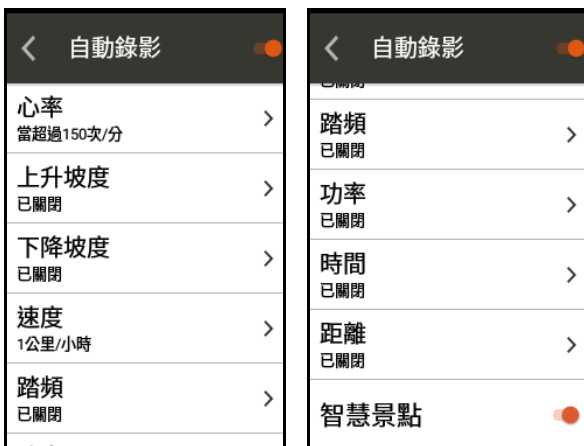 自動錄影
心率
當超過150次/分
上升坡度
已關閉
下降坡度
已關閉
速度
1公里/小時
踏頻
已關閉
自動錄影
已關閉
踏頻
已關閉
功率
已關閉
時間
已關閉
距離
已關閉
智慧景點